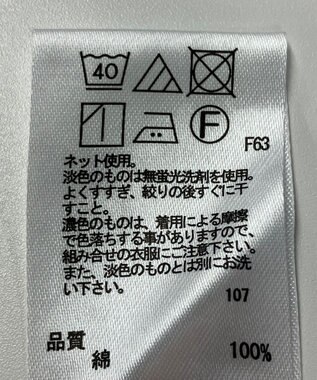 40
F
F63
ネット使用。
淡色のものは無蛍光洗剤を使用。
よくすすぎ、絞りの後すぐに干
すこと。
濃色のものは、着用による摩擦
で色落ちする事がありますので、
組み合せの衣服にご注意下さい。
また、淡色のものとは別にお洗
い下さい。
107
品質
綿 100%